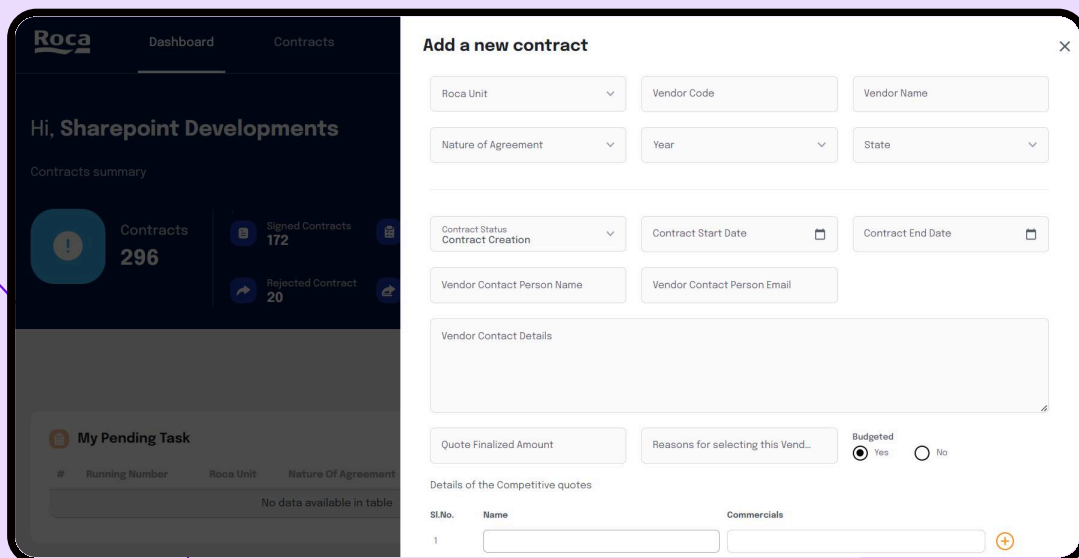 Roca
Dashboard
Contracts
Hi, Sharepoint Developments
Contracts summary
Contracts
296
Signed Contracts
172
Rejected Contract
20
My Pending Task
# Running Number Roca Unit Nature Of Agreement
No data available in table
Add a new contract
Roca Unit
Vendor Code
Vendor Name
Nature of Agreement
Year
State
Contract Status
Contract Creation
Contract Start Date
Contract End Date
Vendor Contact Person Name
Vendor Contact Person Email
Vendor Contact Details
Quote Finalized Amount
Reasons for selecting this Vend...
Budgeted
Yes
No
Details of the Competitive quotes
Sl.No. Name Commercials
1